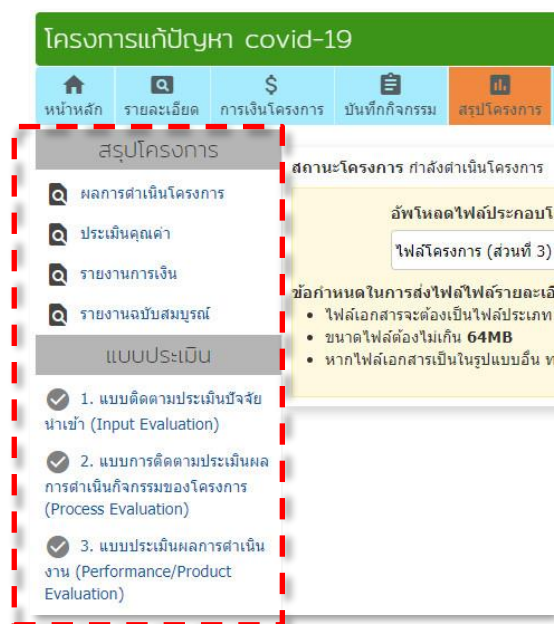 โครงการแก้ปัญหา covid-19
หน้าหลัก รายละเอียด การเงินโครงการ บันทึกกิจกรรม สรุปโครงการ
สรุปโครงการ
ผลการดำเนินโครงการ
ประเมินคุณค่า
รายงานการเงิน
รายงานฉบับสมบูรณ์
แบบประเมิน
1. แบบติดตามประเมินปัจจัย
นำเข้า (Input Evaluation)
2. แบบการติดตามประเมินผล
การดำเนินกิจกรรมของโครงการ
(Process Evaluation)
3. แบบประเมินผลการดำเนิน
งาน (Performance/Product
Evaluation)
สถานะโครงการ กำลังดำเนินโครงการ
อัพโหลดไฟล์ประกอบ
ไฟล์โครงการ (ส่วนที่ 3)
ข้อกำหนดในการส่งไฟล์ไฟล์
ไฟล์เอกสารจะต้องเป็นไฟล์ประเภท
ขนาดไฟล์ต้องไม่เกิน 64MB
หากไฟล์เอกสารเป็นในรูปแบบอื่น